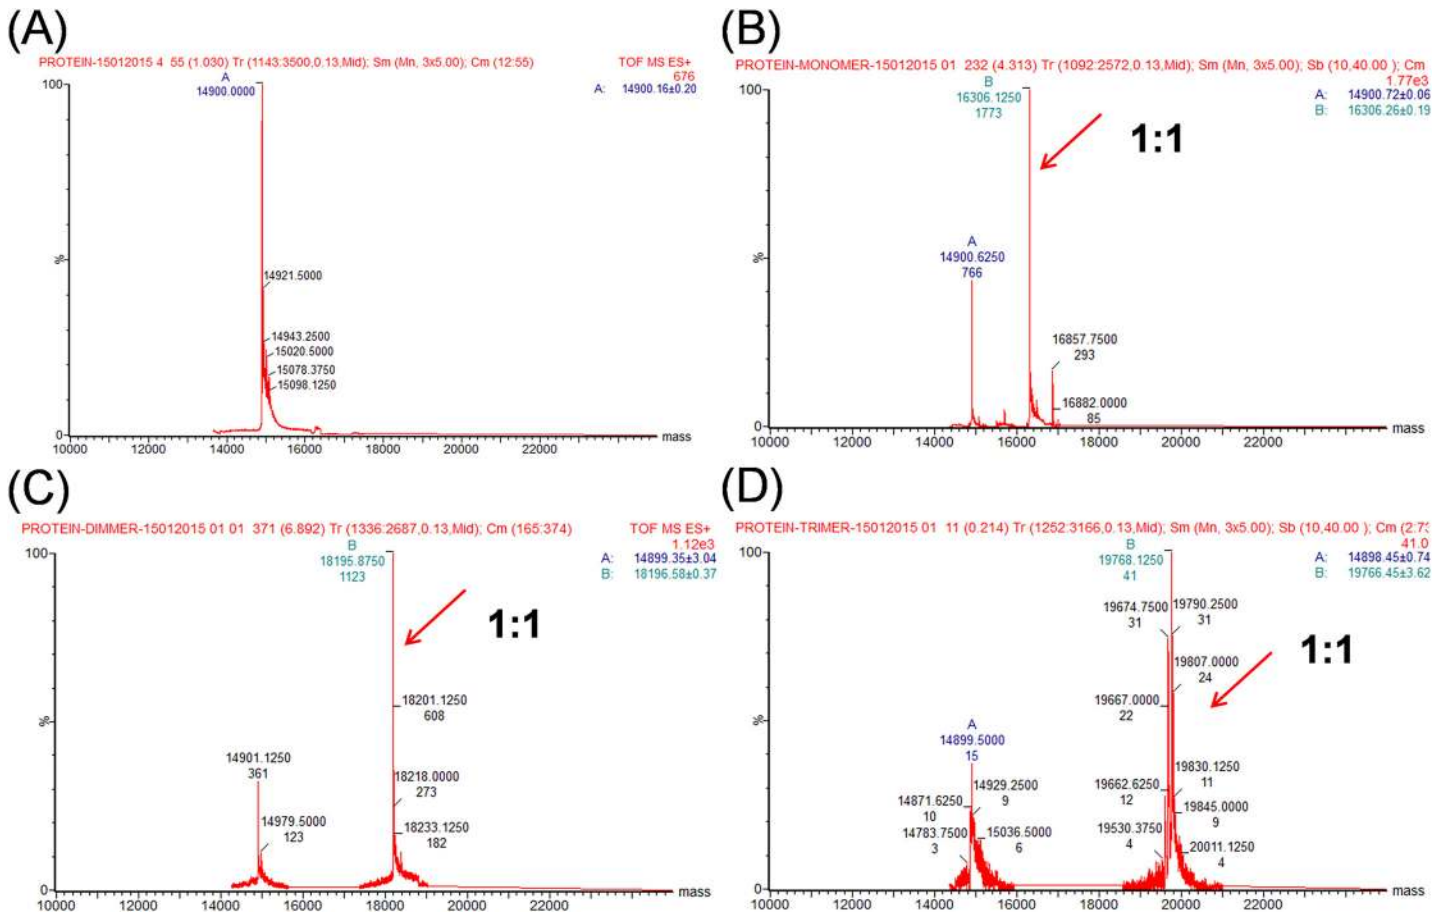 (A)
PROTEIN-15012015 4 55 (1.030) Tr (1143:3500,0.13,Mid); Sm (Mn, 3x5.00); Cm (12:55)
TOF MS ES+
676
A: 14900.16±0.20
A
14900.0000
100
%
0
14921.5000
14943.2500
15020.5000
15078.3750
15098.1250
mass
10000 12000 14000 16000 18000 20000 22000
(B)
PROTEIN-MONOMER-15012015 01 232 (4.313) Tr (1092:2572,0.13,Mid); Sm (Mn, 3x5.00); Sb (10,40.00 ); Cm
1.77e3
A: 14900.72±0.06
B: 16306.26±0.19
B
16306.1250
1773
100
%
0
1:1
A
14900.6250
766
16857.7500
293
16882.0000
85
mass
10000 12000 14000 16000 18000 20000 22000
(C)
PROTEIN-DIMMER-15012015 01 01 371 (6.892) Tr (1336:2687,0.13,Mid); Cm (165:374)
TOF MS ES+
1.12e3
A: 14899.35±3.04
B: 18196.58±0.37
B
18195.8750
1123
100
%
0
1:1
18201.1250
608
14901.1250
361
18218.0000
273
14979.5000
123
18233.1250
182
mass
10000 12000 14000 16000 18000 20000 22000
(D)
PROTEIN-TRIMER-15012015 01 11 (0.214) Tr (1252:3166,0.13,Mid); Sm (Mn, 3x5.00); Sb (10,40.00 ); Cm (2:73
41.0
A: 14898.45±0.74
B: 19766.45±3.62
B
19768.1250
41
100
%
0
19674.7500
31
19790.2500
31
1:1
19807.0000
24
19667.0000
22
A
14899.5000
15
19830.1250
11
14929.2500
9
19662.6250
12
14871.6250
10
19845.0000
9
14783.7500
3
15036.5000
6
19530.3750
4
20011.1250
4
mass
10000 12000 14000 16000 18000 20000 22000